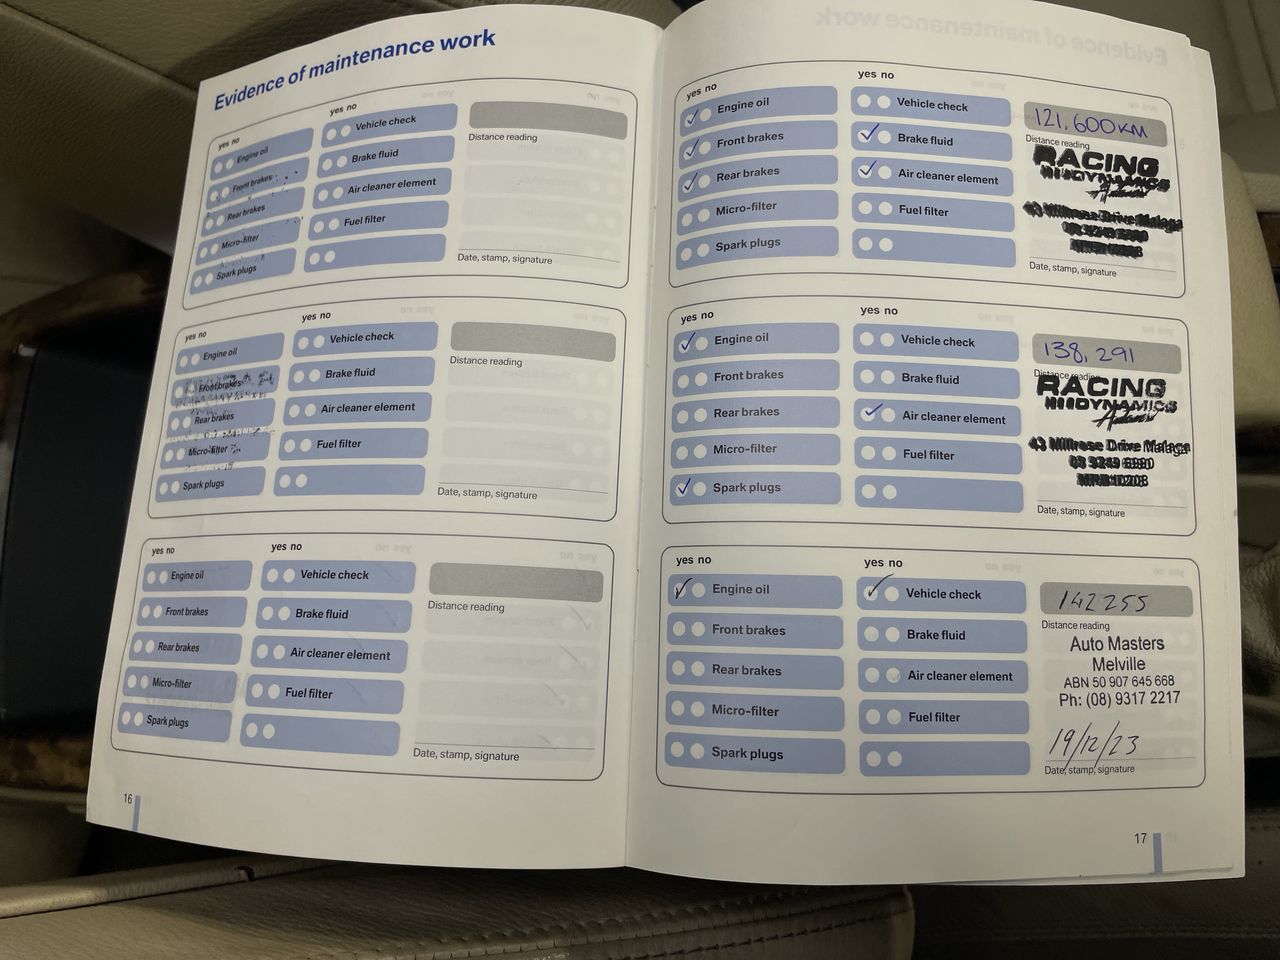 Evidence of maintenance work
yes no
Engine oil
Front brakes
Rear brakes
Micro-filter
Spark plugs
yes no
Vehicle check
Brake fluid
Air cleaner element
Fuel filter
Distance reading
Date, stamp, signature
yes no
Engine oil
Front brakes
Rear brakes
Micro-filter
Spark plugs
yes no
Vehicle check
Brake fluid
Air cleaner element
Fuel filter
Distance reading
Date, stamp, signature
yes no
Engine oil
Front brakes
Rear brakes
Micro-filter
Spark plugs
yes no
Vehicle check
Brake fluid
Air cleaner element
Fuel filter
Distance reading
Date, stamp, signature
16
yes no
Engine oil
Front brakes
Rear brakes
Micro-filter
Spark plugs
yes no
Vehicle check
Brake fluid
Air cleaner element
Fuel filter
121,600KM
Distance reading
RACING
DYNAMICS
43 Millrose Drive Malaga
Date, stamp, signature
yes no
Engine oil
Front brakes
Rear brakes
Micro-filter
Spark plugs
yes no
Vehicle check
Brake fluid
Air cleaner element
Fuel filter
138,291
Distance reading
RACING
DYNAMICS
43 Millrose Drive Malaga
Date, stamp, signature
yes no
Engine oil
Front brakes
Rear brakes
Micro-filter
Spark plugs
yes no
Vehicle check
Brake fluid
Air cleaner element
Fuel filter
142255
Distance reading
Auto Masters
Melville
ABN 50 907 645 668
Ph: (08) 9317 2217
19/12/23
Date, stamp, signature
17